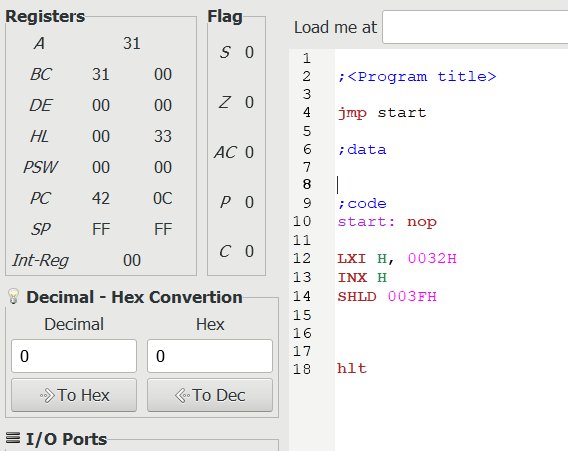 Registers
A 31
BC 31 00
DE 00 00
HL 00 33
PSW 00 00
PC 42 0C
SP FF FF
Int-Reg 00
Flag
S 0
Z 0
AC 0
P 0
C 0
Decimal - Hex Convertion
Decimal Hex
0 0
To Hex To Dec
I/O Ports
Load me at
1
2 ;<Program title>
3
4 jmp start
5
6 ;data
7
8
9 ;code
10 start: nop
11
12 LXI H, 0032H
13 INX H
14 SHLD 003FH
15
16
17
18 hlt